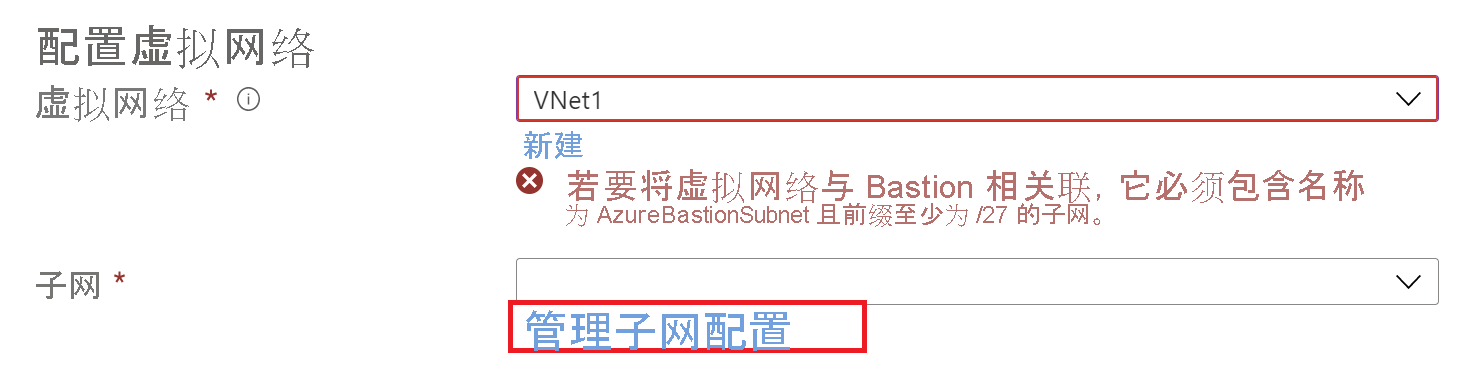 配置虚拟网络
虚拟网络 *
VNet1
新建
若要将虚拟网络与 Bastion 相关联，它必须包含名称
为 AzureBastionSubnet 且前缀至少为 /27 的子网。
子网 *
管理子网配置